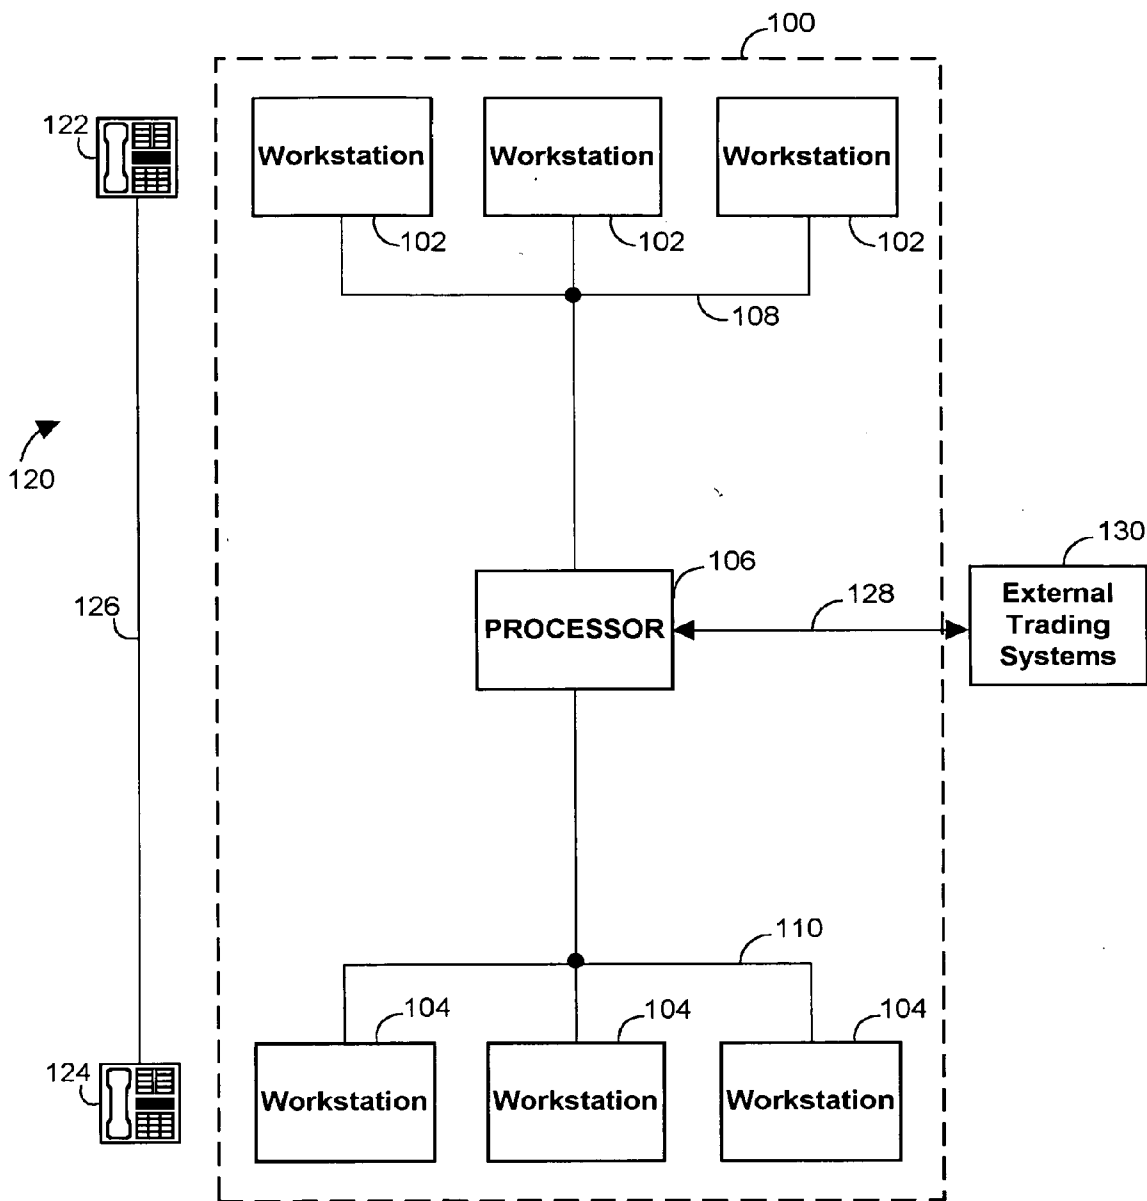 100
122
Workstation
Workstation
Workstation
102
102
102
108
120
106
130
126
PROCESSOR
128
External
Trading
Systems
110
104
104
104
124
Workstation
Workstation
Workstation